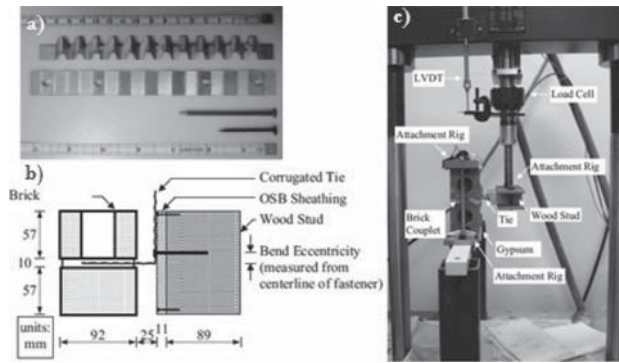 a)
b)
Brick
Corrugated Tie
OSB Sheathing
Wood Stud
Bend Eccentricity
(measured from
centerline of fastener)
57
10
57
units:
mm
92
25
11
89
c)
LVDT
Load Cell
Attachment Rig
Attachment Rig
Brick
Couplet
Tie
Wood Stud
Gypsum
Attachment Rig